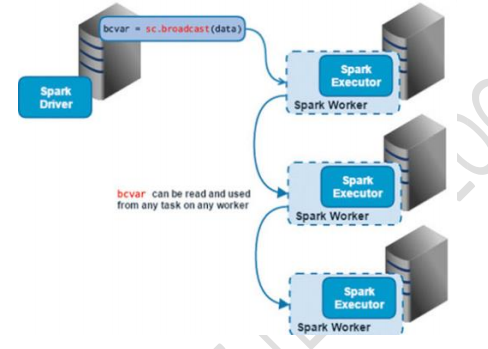 bcvar = sc.broadcast(data)
Spark
Driver
Spark
Executor
Spark Worker
bcvar can be read and used
from any task on any worker
Spark
Executor
Spark Worker
Spark
Executor
Spark Worker